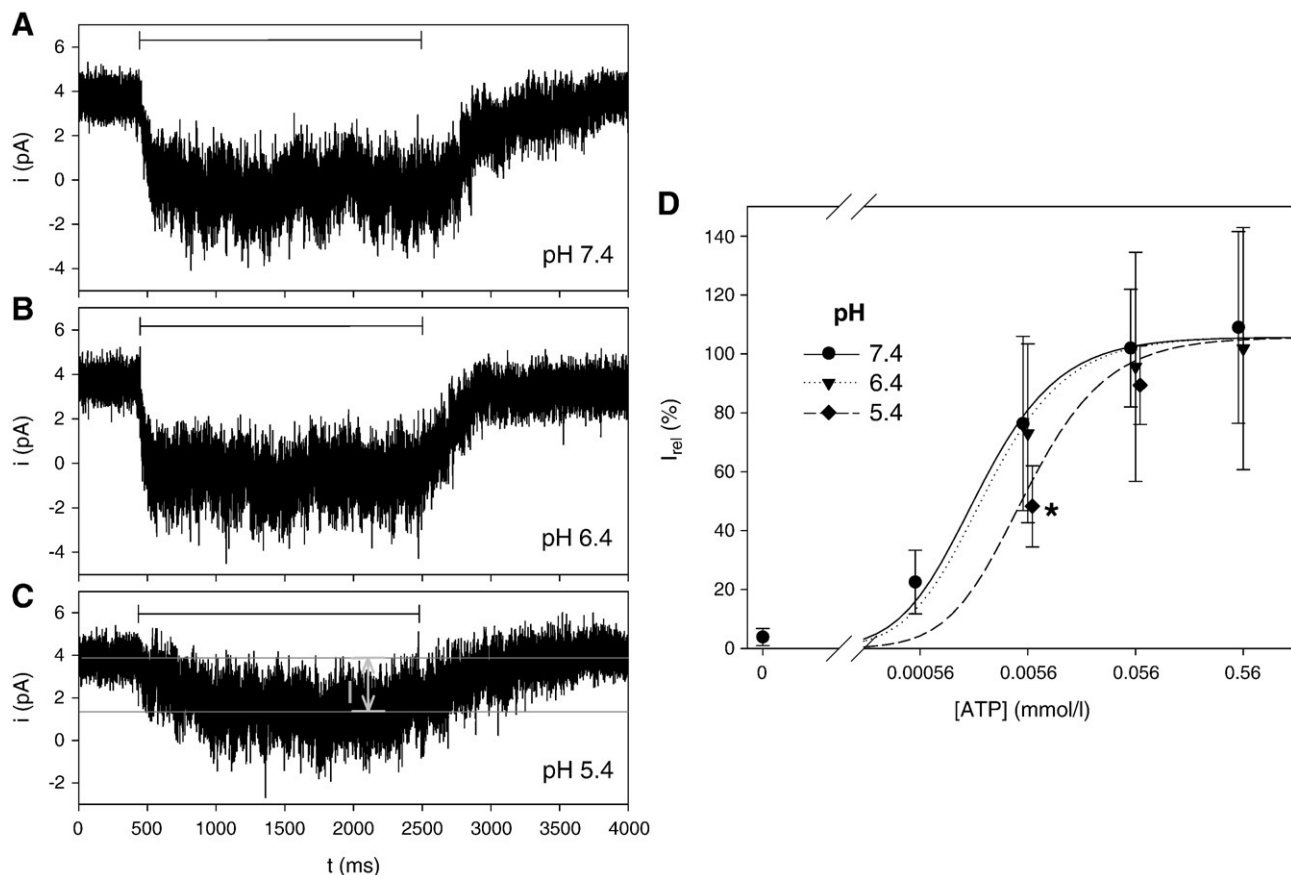 A
6
4
2
0
-2
-4
i (pA)
pH 7.4
B
6
4
2
0
-2
-4
i (pA)
pH 6.4
C
6
4
2
0
-2
i (pA)
I
pH 5.4
0 500 1000 1500 2000 2500 3000 3500 4000
t (ms)
D
140
120
100
80
60
40
20
0
I_rel (%)
pH
7.4
6.4
5.4
*
0 0.00056 0.0056 0.056 0.56
[ATP] (mmol/l)